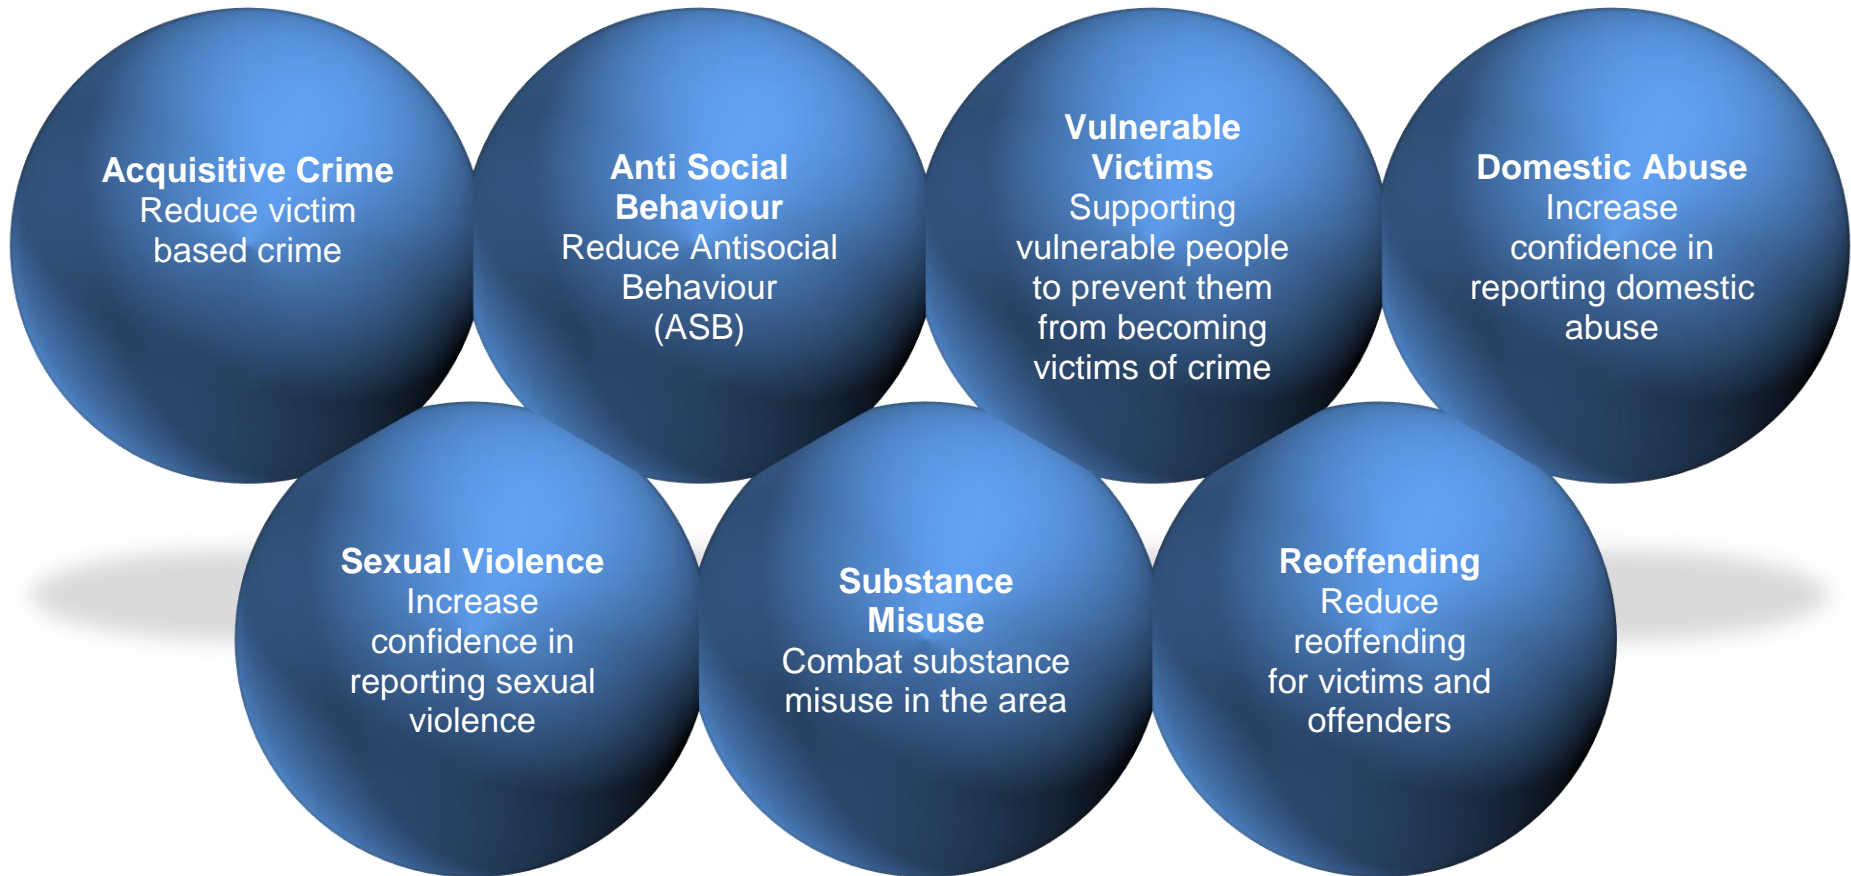 Acquisitive Crime
Reduce victim
based crime
Anti Social
Behaviour
Reduce Antisocial
Behaviour
(ASB)
Vulnerable
Victims
Supporting
vulnerable people
to prevent them
from becoming
victims of crime
Domestic Abuse
Increase
confidence in
reporting domestic
abuse
Sexual Violence
Increase
confidence in
reporting sexual
violence
Substance
Misuse
Combat substance
misuse in the area
Reoffending
Reduce
reoffending
for victims and
offenders